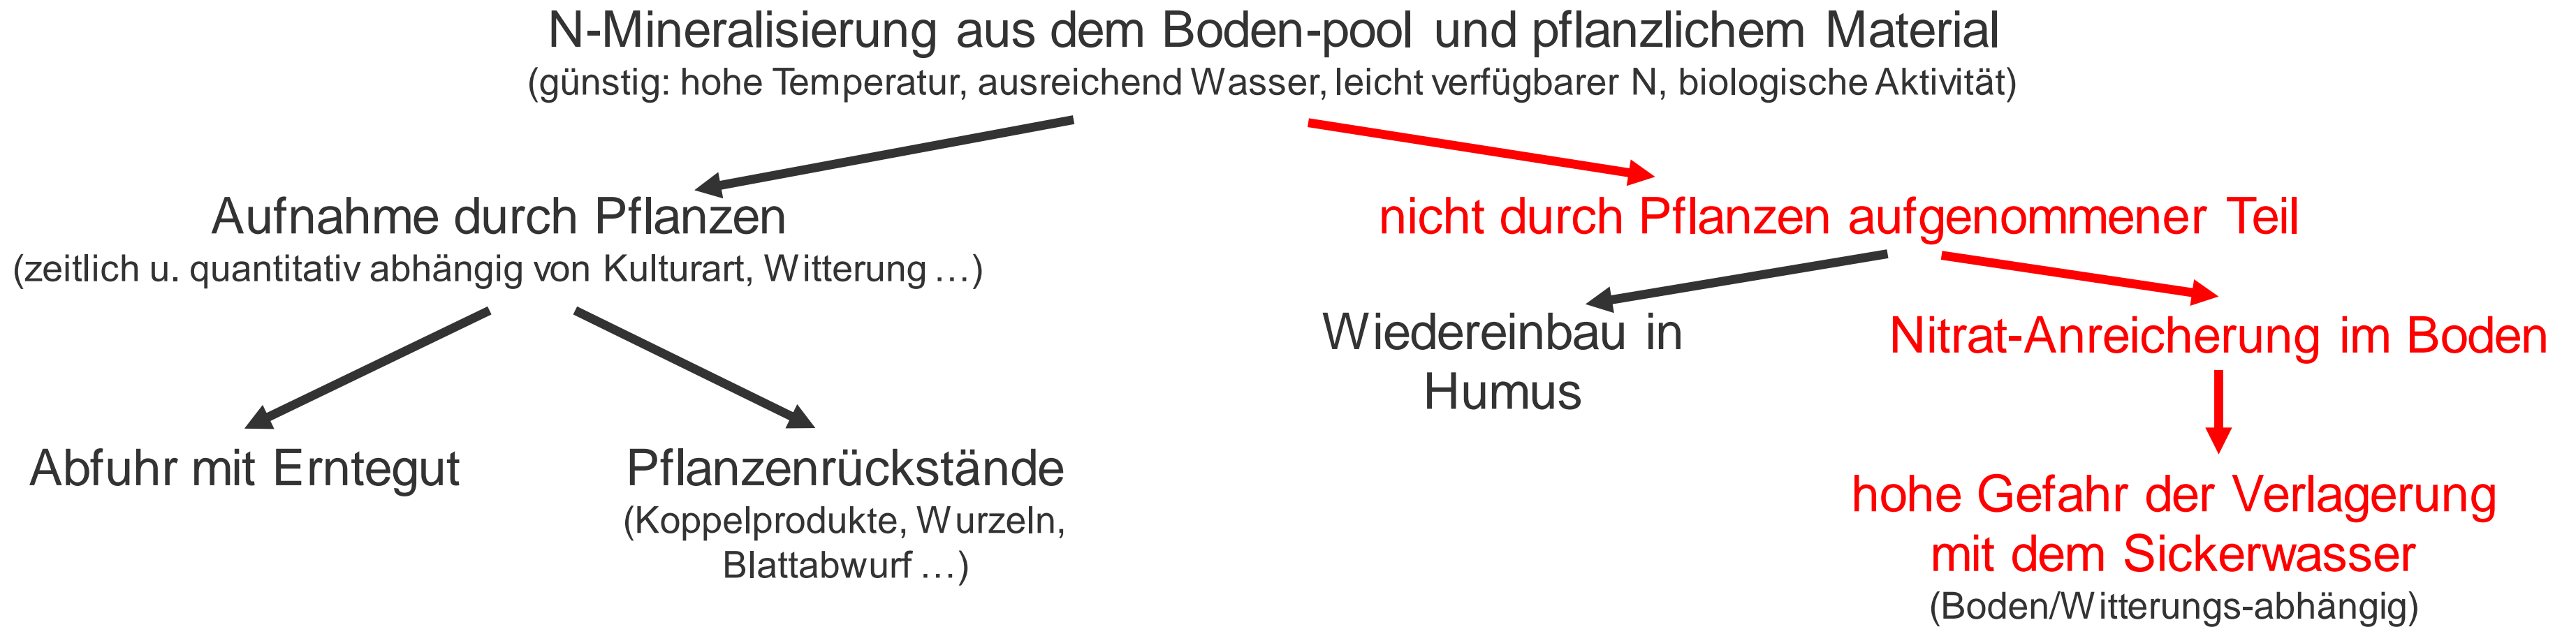 N-Mineralisierung aus dem Boden-pool und pflanzlichem Material
(günstig: hohe Temperatur, ausreichend Wasser, leicht verfügbarer N, biologische Aktivität)
Aufnahme durch Pflanzen
(zeitlich u. quantitativ abhängig von Kulturart, Witterung …)
nicht durch Pflanzen aufgenommener Teil
Wiedereinbau in
Humus
Nitrat-Anreicherung im Boden
Abfuhr mit Erntegut
Pflanzenrückstände
(Koppelprodukte, Wurzeln,
Blattabwurf …)
hohe Gefahr der Verlagerung
mit dem Sickerwasser
(Boden/Witterungs-abhängig)